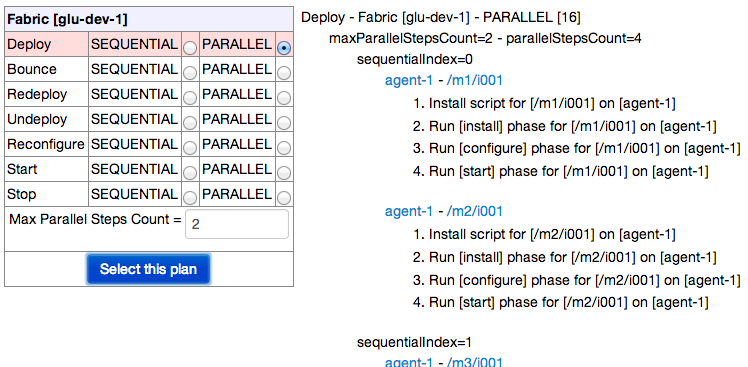 Fabric [glu-dev-1]
Deploy SEQUENTIAL PARALLEL
Bounce SEQUENTIAL PARALLEL
Redeploy SEQUENTIAL PARALLEL
Undeploy SEQUENTIAL PARALLEL
Reconfigure SEQUENTIAL PARALLEL
Start SEQUENTIAL PARALLEL
Stop SEQUENTIAL PARALLEL
Max Parallel Steps Count = 2
Select this plan
Deploy - Fabric [glu-dev-1] - PARALLEL [16]
maxParallelStepsCount=2 - parallelStepsCount=4
sequentialIndex=0
agent-1 - /m1/i001
1. Install script for [/m1/i001] on [agent-1]
2. Run [install] phase for [/m1/i001] on [agent-1]
3. Run [configure] phase for [/m1/i001] on [agent-1]
4. Run [start] phase for [/m1/i001] on [agent-1]
agent-1 - /m2/i001
1. Install script for [/m2/i001] on [agent-1]
2. Run [install] phase for [/m2/i001] on [agent-1]
3. Run [configure] phase for [/m2/i001] on [agent-1]
4. Run [start] phase for [/m2/i001] on [agent-1]
sequentialIndex=1
agent-1 - /m3/i001